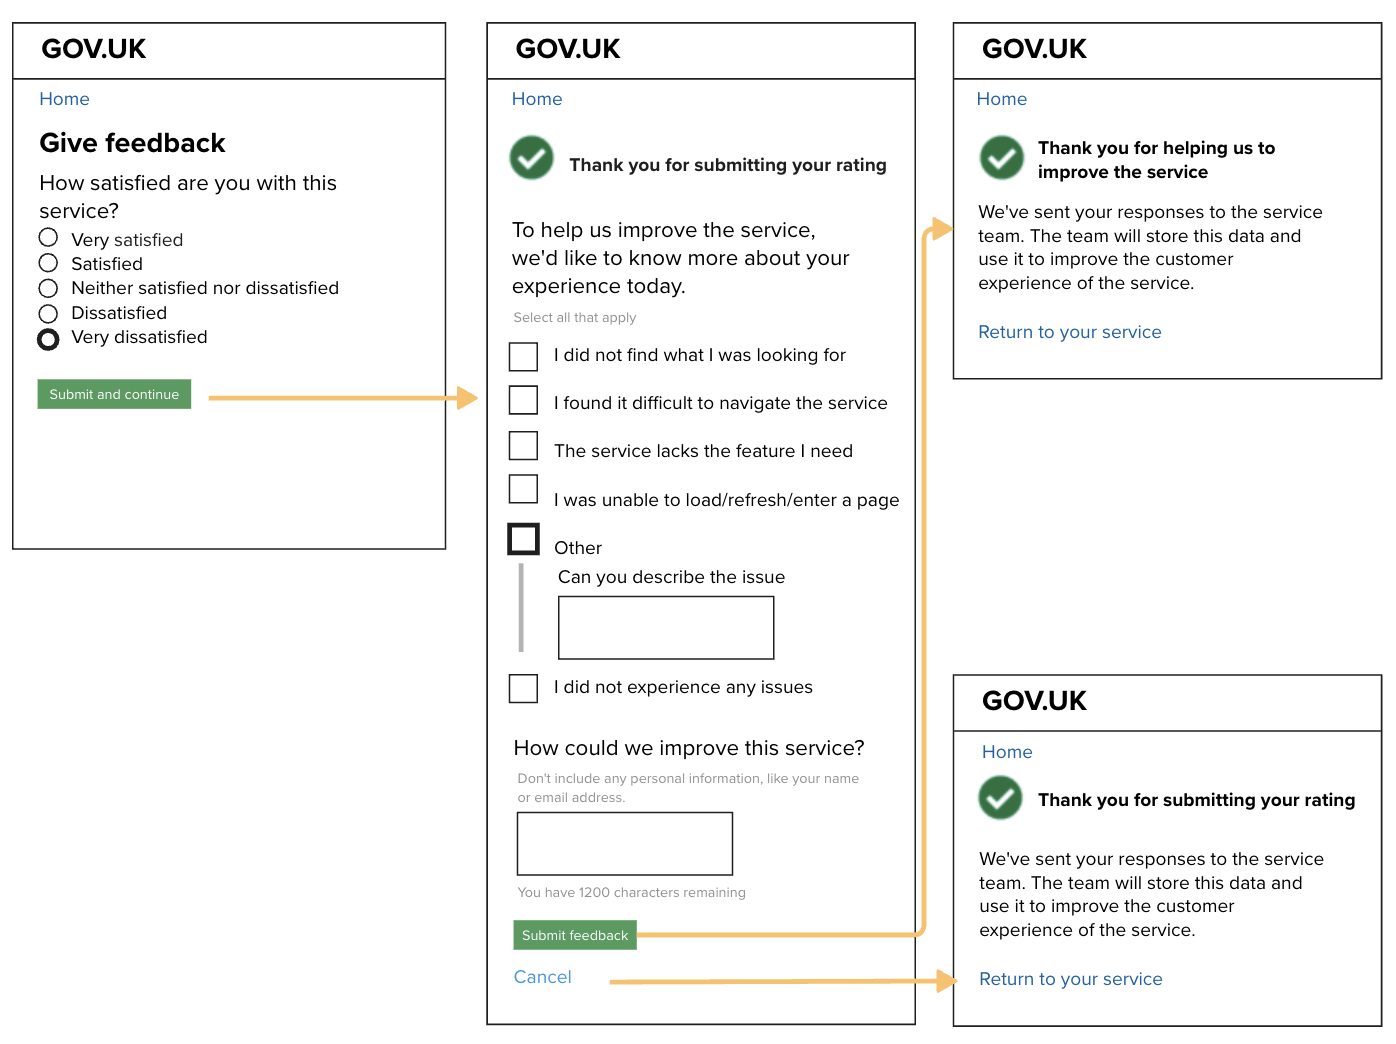 GOV.UK
Home
Give feedback
How satisfied are you with this
service?
Very satisfied
Satisfied
Neither satisfied nor dissatisfied
Dissatisfied
Very dissatisfied
Submit and continue
GOV.UK
Home
Thank you for submitting your rating
To help us improve the service,
we'd like to know more about your
experience today.
Select all that apply
I did not find what I was looking for
I found it difficult to navigate the service
The service lacks the feature I need
I was unable to load/refresh/enter a page
Other
Can you describe the issue
I did not experience any issues
How could we improve this service?
Don't include any personal information, like your name
or email address.
You have 1200 characters remaining
Submit feedback
Cancel
GOV.UK
Home
Thank you for helping us to
improve the service
We've sent your responses to the service
team. The team will store this data and
use it to improve the customer
experience of the service.
Return to your service
GOV.UK
Home
Thank you for submitting your rating
We've sent your responses to the service
team. The team will store this data and
use it to improve the customer
experience of the service.
Return to your service